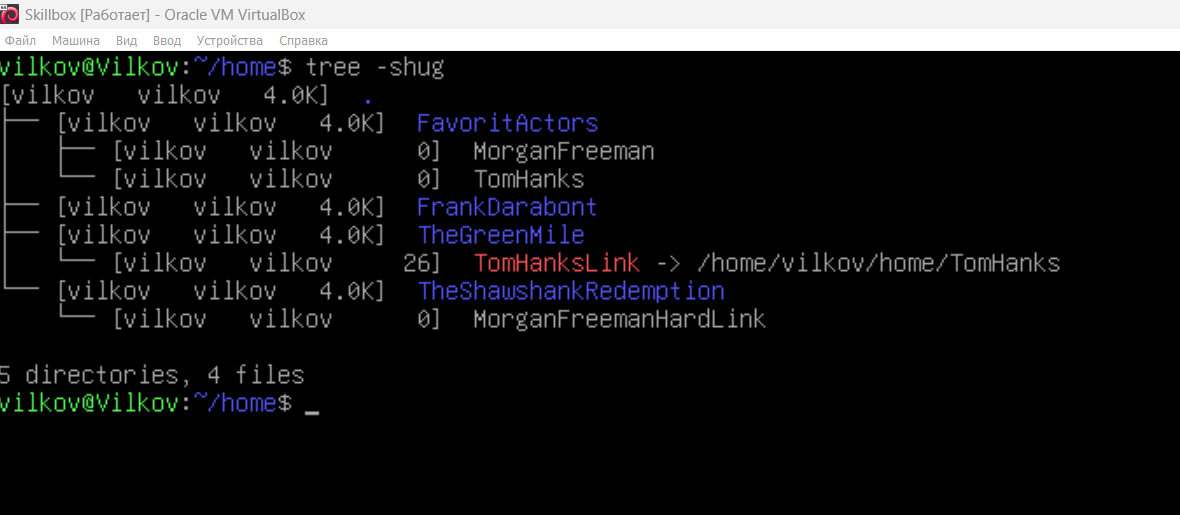 Skillbox [Работает] - Oracle VM VirtualBox
Файл Машина Вид Ввод Устройства Справка
vilkov@Vilkov:~/home$ tree -shug
[vilkov   vilkov   4.0K]  .
├── [vilkov   vilkov   4.0K]  FavoritActors
│   ├── [vilkov   vilkov      0]  MorganFreeman
│   └── [vilkov   vilkov      0]  TomHanks
├── [vilkov   vilkov   4.0K]  FrankDarabont
├── [vilkov   vilkov   4.0K]  TheGreenMile
│   └── [vilkov   vilkov     26]  TomHanksLink -> /home/vilkov/home/TomHanks
└── [vilkov   vilkov   4.0K]  TheShawshankRedemption
    └── [vilkov   vilkov      0]  MorganFreemanHardLink
5 directories, 4 files
vilkov@Vilkov:~/home$ _